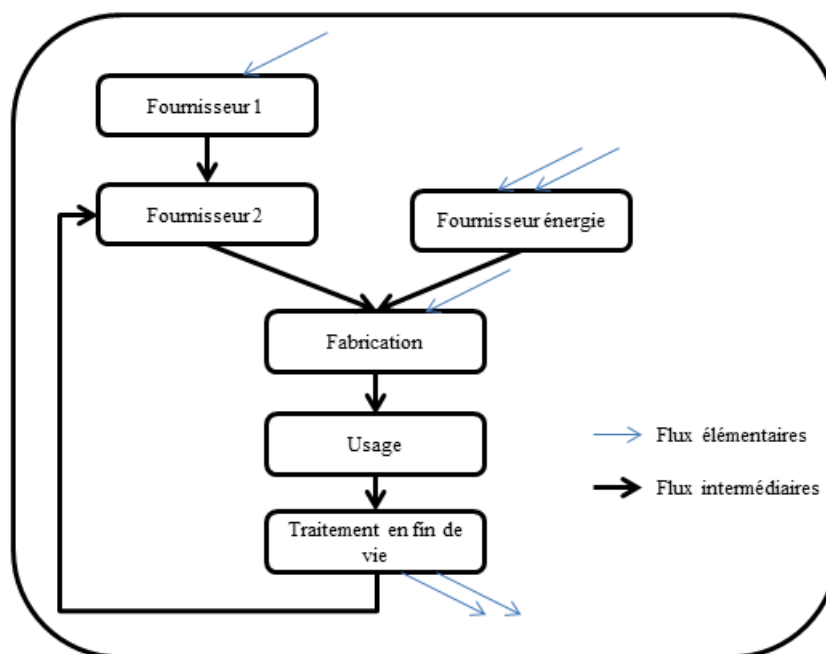 Fournisseur 1
Fournisseur 2
Fournisseur énergie
Fabrication
Usage
Traitement en fin de
vie
Flux élémentaires
Flux intermédiaires